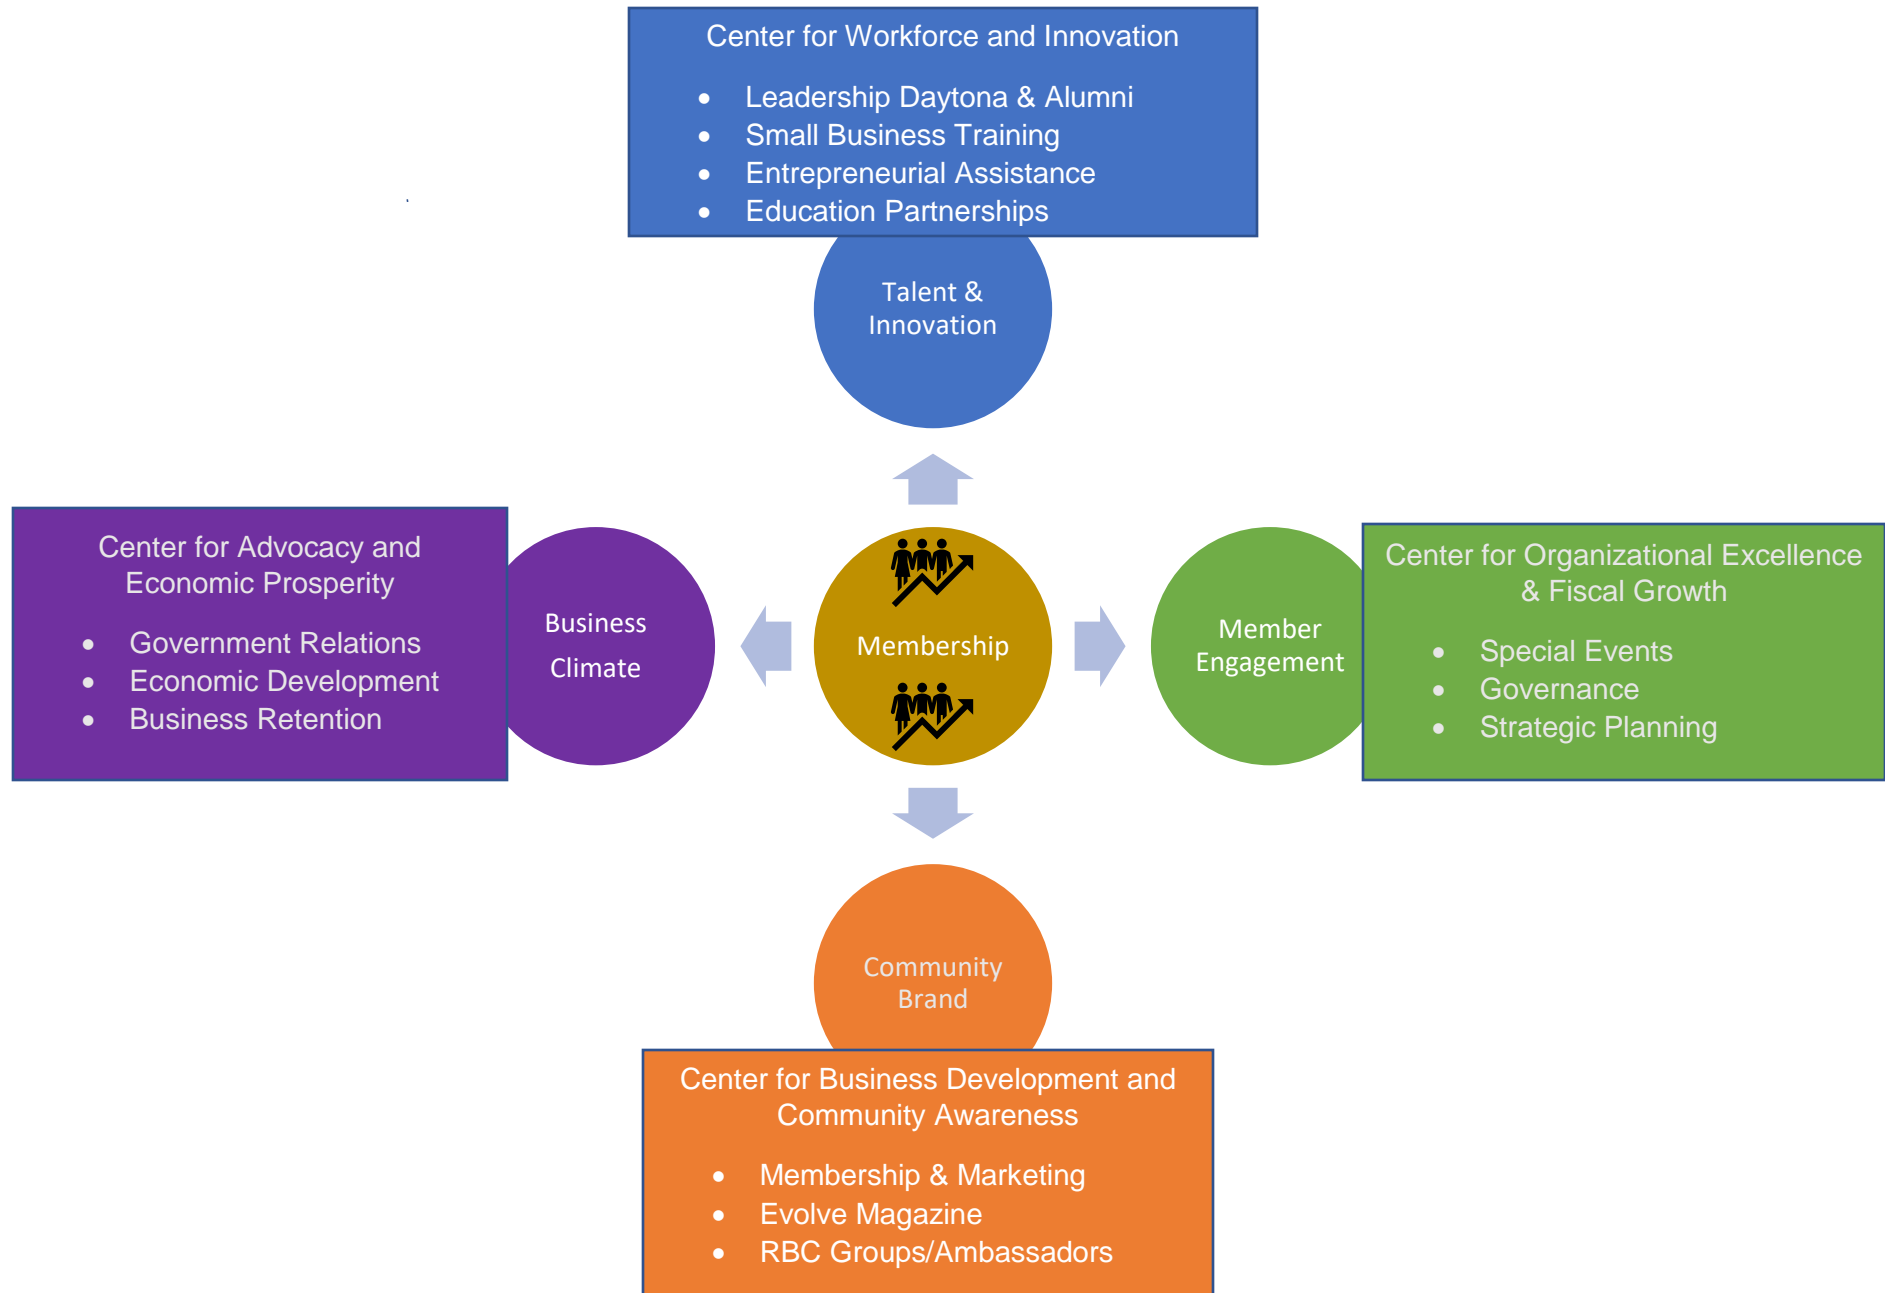 Center for Workforce and Innovation
• Leadership Daytona & Alumni
• Small Business Training
• Entrepreneurial Assistance
• Education Partnerships
Talent &
Innovation
Center for Advocacy and
Economic Prosperity
• Government Relations
• Economic Development
• Business Retention
Business
Climate
Membership
Member
Engagement
Center for Organizational Excellence
& Fiscal Growth
• Special Events
• Governance
• Strategic Planning
Community
Brand
Center for Business Development and
Community Awareness
• Membership & Marketing
• Evolve Magazine
• RBC Groups/Ambassadors